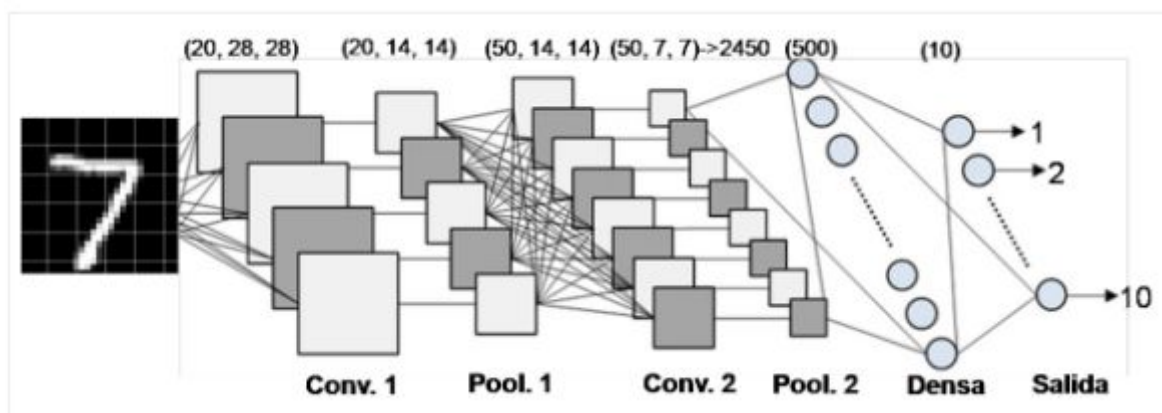 (20, 28, 28) (20, 14, 14) (50, 14, 14) (50, 7, 7)->2450 (500) (10)
1
2
10
Conv. 1 Pool. 1 Conv. 2 Pool. 2 Densa Salida